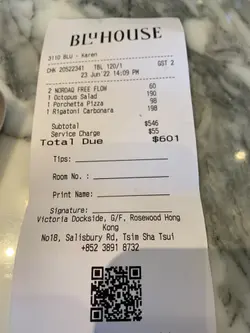 BLUHOUSE
3110 BLU - Karen
CHK 20522341 TBL 120/1 GST 2
23 Jun'22 14:09 PM
2 NORDAQ FREE FLOW 60
1 Octopus Salad 190
1 Porchetta Pizza 98
1 Rigatoni Carbonara 198
Subtotal $546
Service Charge $55
Total Due $601
Tips:
Room No.:
Print Name:
Signature:
Victoria Dockside, G/F. Rosewood Hong
Kong
No18, Salisbury Rd, Tsim Sha Tsui
+852 3891 8732